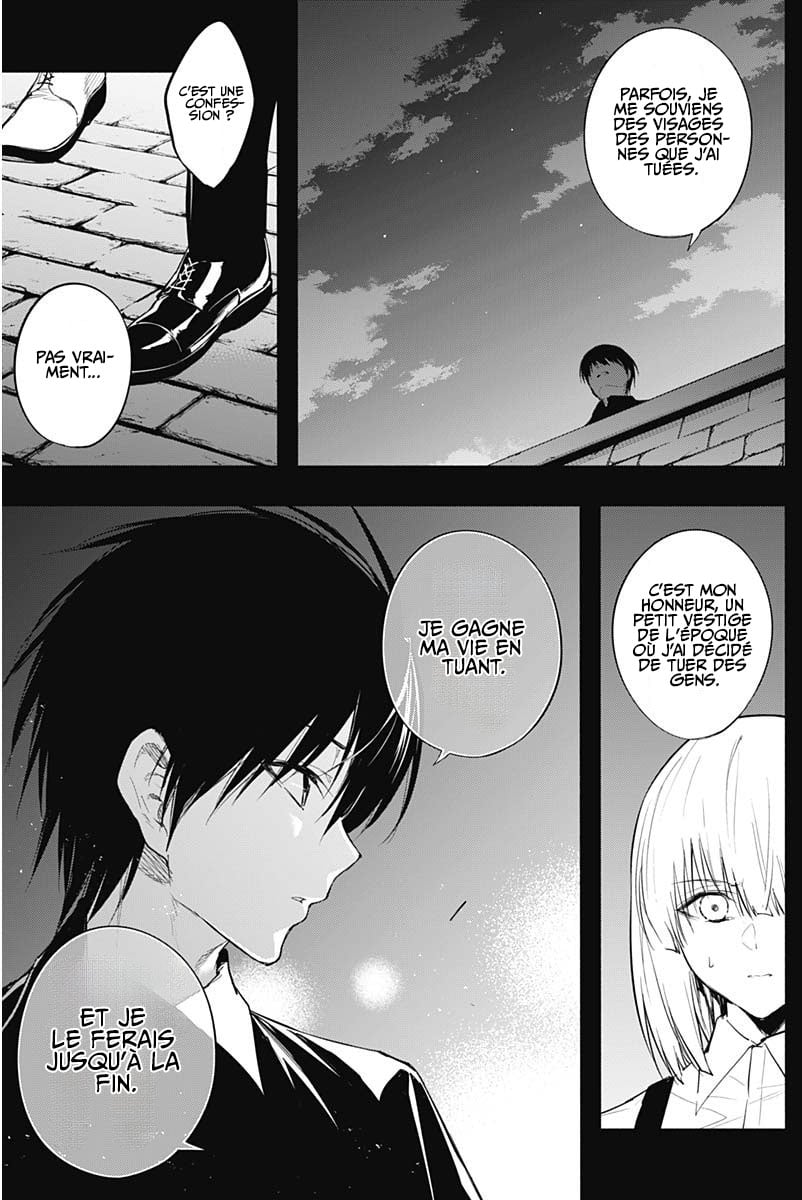 PARFOIS, JE
ME SOUVIENS
DES VISAGES
DES PERSON-
NES QUE J'AI
TUÉES.
C'EST UNE
CONFES-
SION ?
PAS VRAI-
MENT...
C'EST MON
HONNEUR, UN
PETIT VESTIGE
DE L'ÉPOQUE
OÙ J'AI DÉCIDÉ
DE TUER DES
GENS.
JE GAGNE
MA VIE EN
TUANT.
ET JE
LE FERAIS
JUSQU'À LA
FIN.